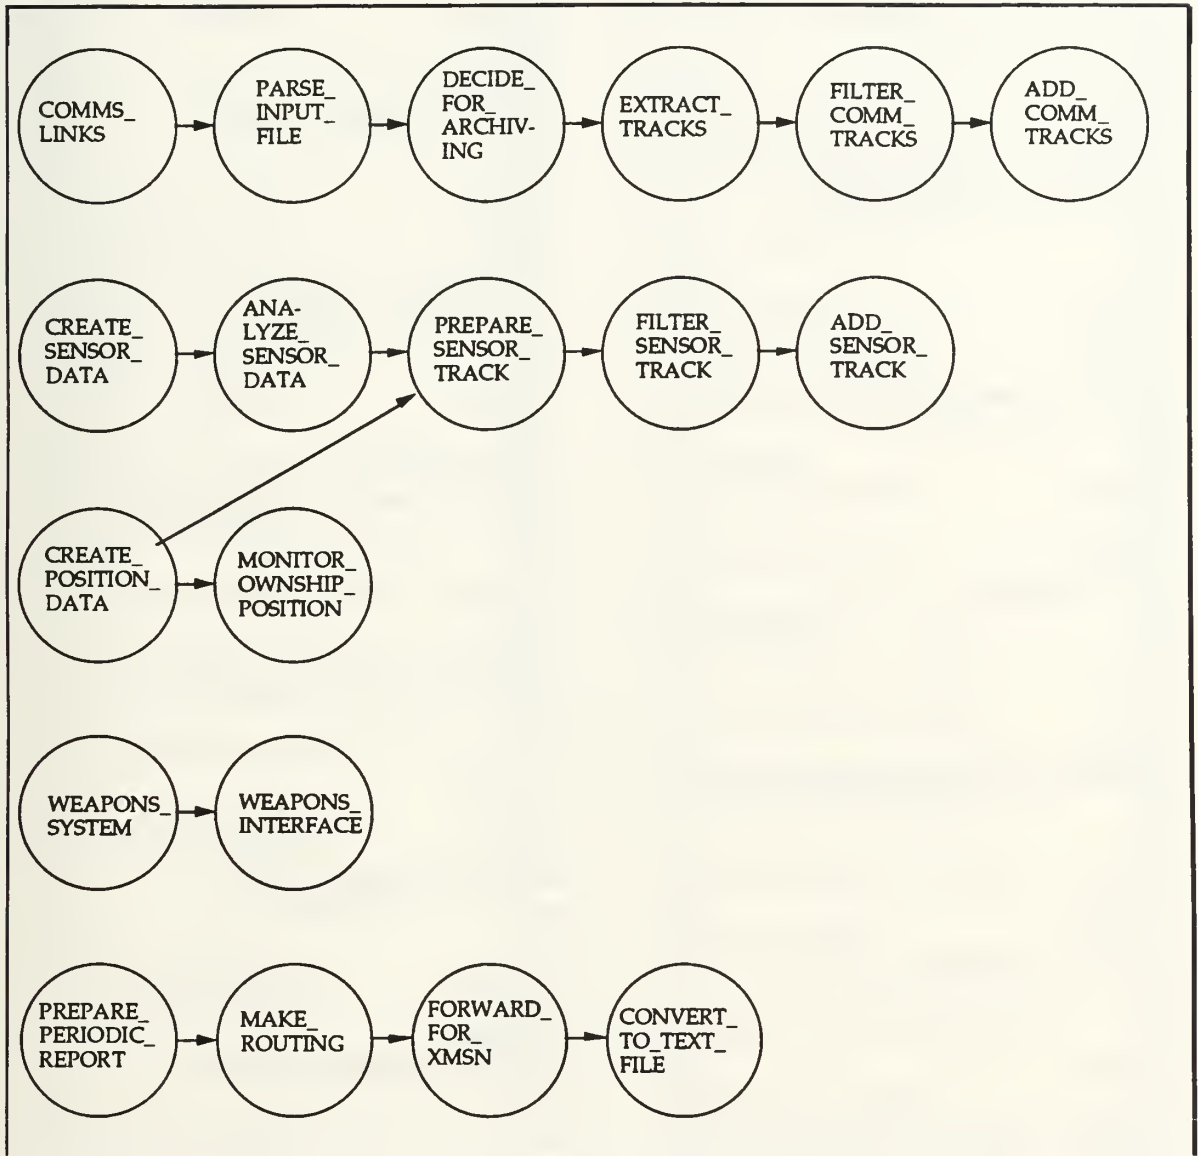 COMMS_
LINKS
PARSE_
INPUT_
FILE
DECIDE_
FOR_
ARCHIV-
ING
EXTRACT_
TRACKS
FILTER_
COMM_
TRACKS
ADD_
COMM_
TRACKS
CREATE_
SENSOR_
DATA
ANA-
LYZE_
SENSOR_
DATA
PREPARE_
SENSOR_
TRACK
FILTER_
SENSOR_
TRACK
ADD_
SENSOR_
TRACK
CREATE_
POSITION_
DATA
MONITOR_
OWNSHIP_
POSITION
WEAPONS_
SYSTEM
WEAPONS_
INTERFACE
PREPARE_
PERIODIC_
REPORT
MAKE_
ROUTING
FORWARD_
FOR_
XMSN
CONVERT_
TO_TEXT_
FILE